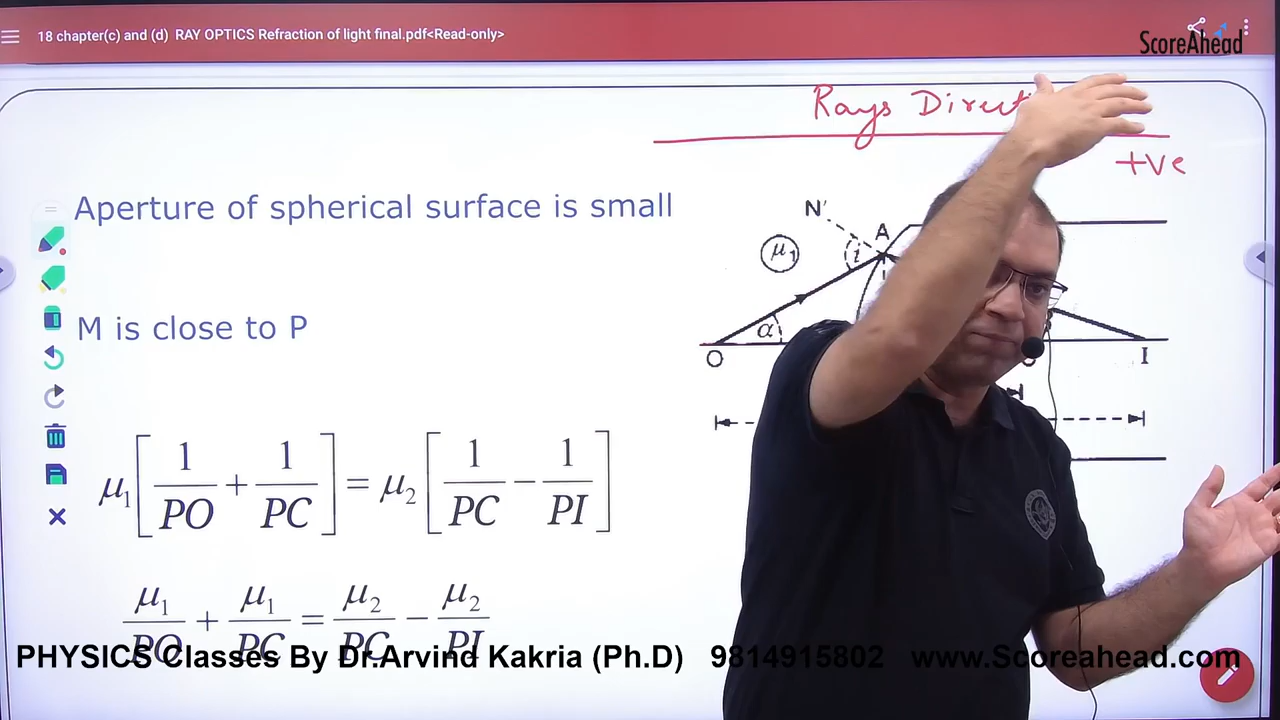 18 chapter(c) and (d) RAY OPTICS Refraction of light final.pdf<Read-only>
ScoreAhead
Rays Direct
+ve
Aperture of spherical surface is small
N'
A
μ1
i
M is close to P
α
O
I
μ1[1/PO + 1/PC] = μ2[1/PC − 1/PI]
μ1/PO + μ1/PC = μ2/PC − μ2/PI
PHYSICS Classes By Dr.Arvind Kakria (Ph.D) 9814915802 www.Scoreahead.com